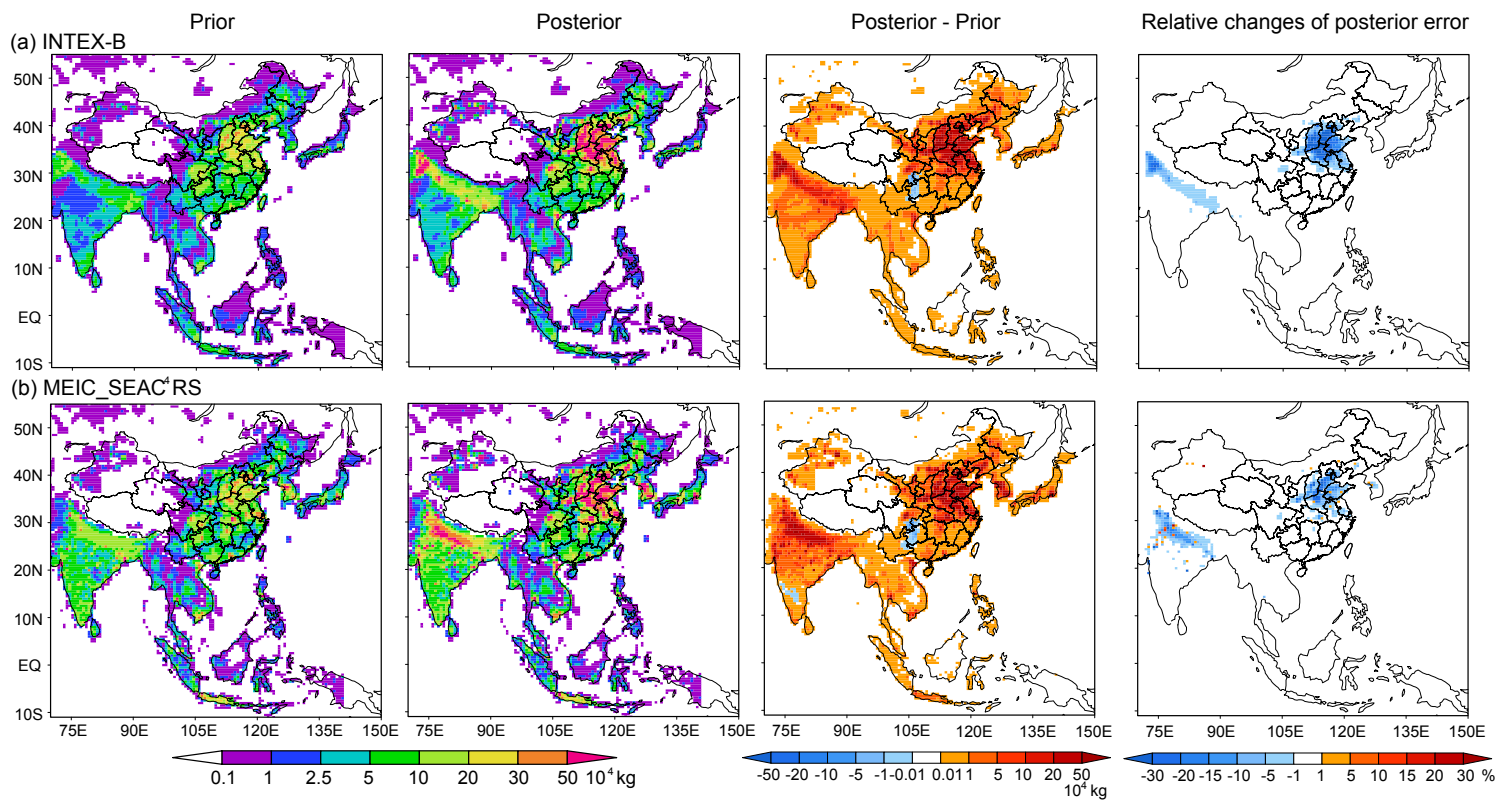 Prior Posterior Posterior - Prior Relative changes of posterior error
(a) INTEX-B
50N
40N
30N
20N
10N
EQ
10S
(b) MEIC_SEAC⁴RS
50N
40N
30N
20N
10N
EQ
10S
75E 90E 105E 120E 135E 150E 75E 90E 105E 120E 135E 150E 75E 90E 105E 120E 135E 150E 75E 90E 105E 120E 135E 150E
0.1 1 2.5 5 10 20 30 50 10⁴ kg
-50 -20 -10 -5 -1 -0.01 0.01 1 5 10 20 50
10⁴ kg
-30 -20 -15 -5 -1 1 5 10 15 20 30 %